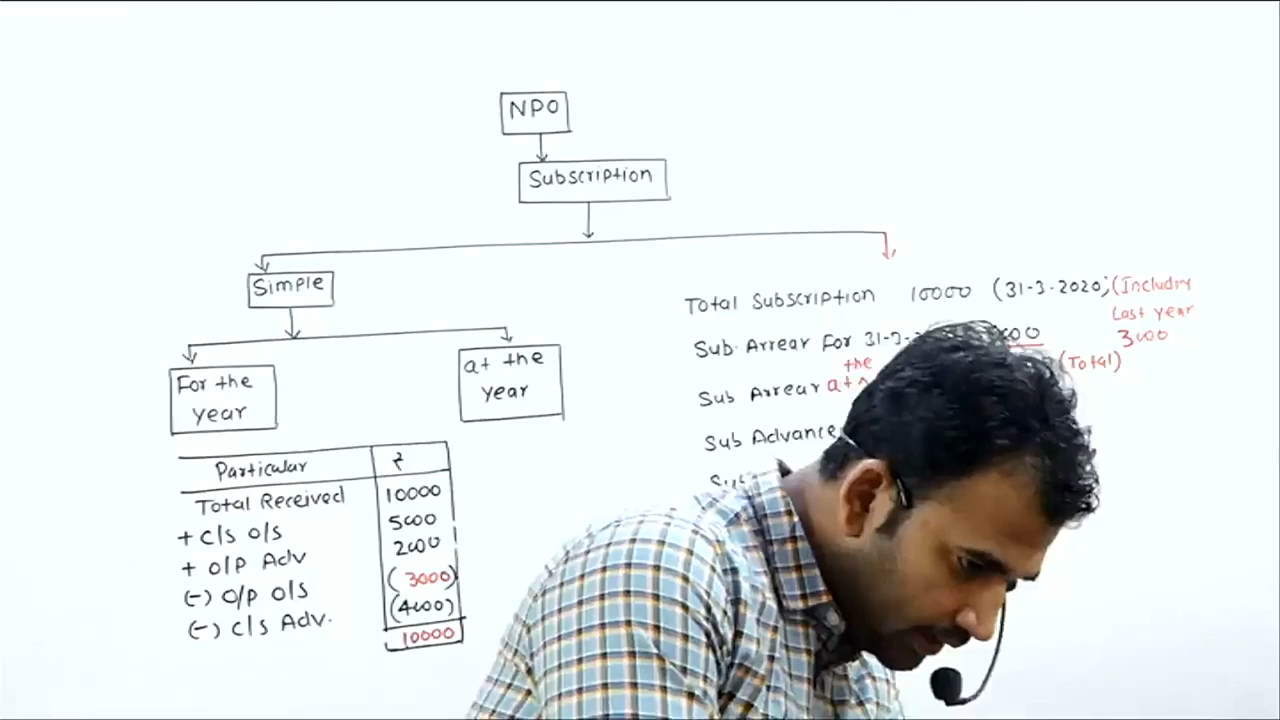 NPO
Subscription
Simple
For the
year
at the
year
Particular ₹
Total Received 10000
+ c/s o/s 5000
+ o/p Adv 2000
(-) o/p o/s (3000)
(-) c/s Adv. (4000)
10000
Total Subscription 10000 (31-3-2020)
(Includng
Last year
3000
Sub. Arrear For 31-3-
(Total)
the
Sub Arrear at
Sub Advance